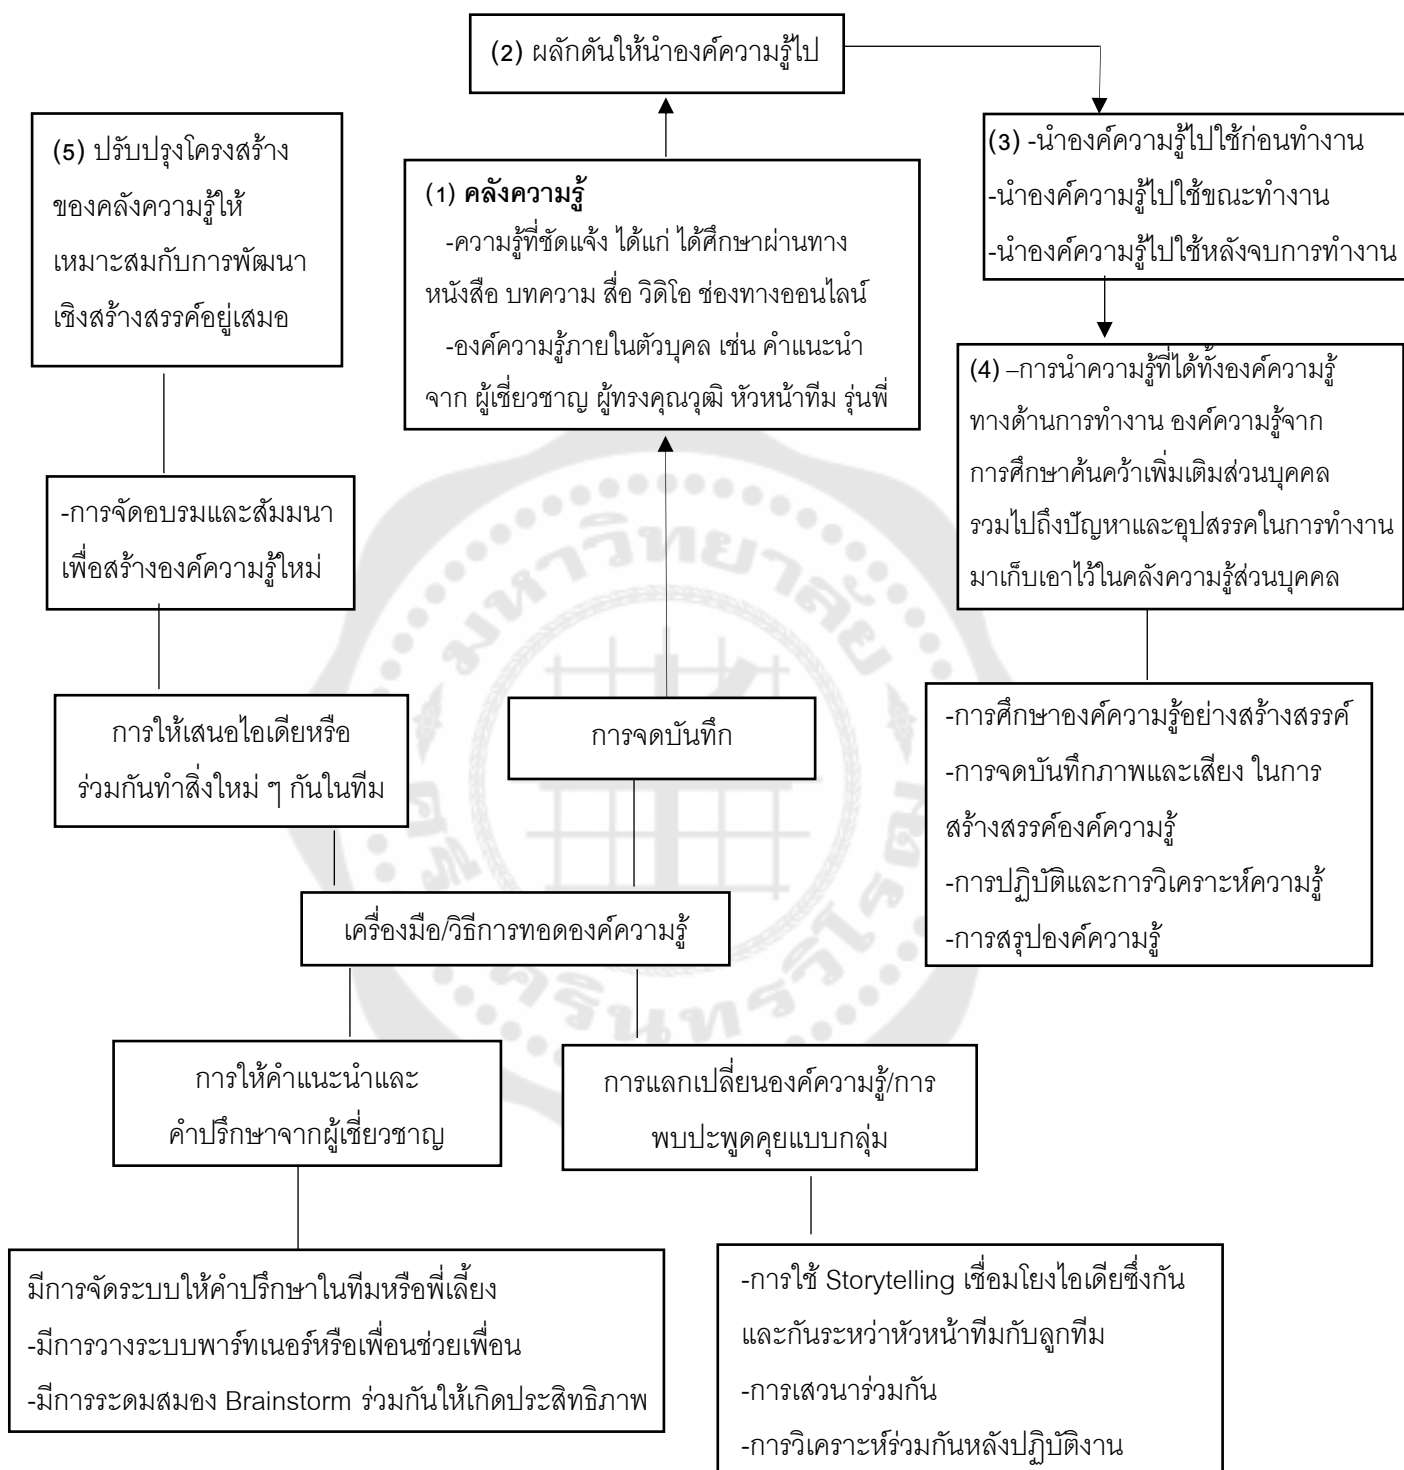 (2) ผลักดันให้นำองค์ความรู้ไป
(5) ปรับปรุงโครงสร้าง
ของคลังความรู้ให้
เหมาะสมกับการพัฒนา
เชิงสร้างสรรค์อยู่เสมอ
(1) คลังความรู้
-ความรู้ที่ชัดแจ้ง ได้แก่ ได้ศึกษาผ่านทาง
หนังสือ บทความ สื่อ วิดิโอ ช่องทางออนไลน์
-องค์ความรู้ภายในตัวบุคล เช่น คำแนะนำ
จาก ผู้เชี่ยวชาญ ผู้ทรงคุณวุฒิ หัวหน้าทีม รุ่นพี่
(3) -นำองค์ความรู้ไปใช้ก่อนทำงาน
-นำองค์ความรู้ไปใช้ขณะทำงาน
-นำองค์ความรู้ไปใช้หลังจบการทำงาน
(4) –การนำความรู้ที่ได้ทั้งองค์ความรู้
ทางด้านการทำงาน องค์ความรู้จาก
การศึกษาค้นคว้าเพิ่มเติมส่วนบุคคล
รวมไปถึงปัญหาและอุปสรรคในการทำงาน
มาเก็บเอาไว้ในคลังความรู้ส่วนบุคคล
-การจัดอบรมและสัมมนา
เพื่อสร้างองค์ความรู้ใหม่
การให้เสนอไอเดียหรือ
ร่วมกันทำสิ่งใหม่ ๆ กันในทีม
การจดบันทึก
-การศึกษาองค์ความรู้อย่างสร้างสรรค์
-การจดบันทึกภาพและเสียง ในการ
สร้างสรรค์องค์ความรู้
-การปฏิบัติและการวิเคราะห์ความรู้
-การสรุปองค์ความรู้
เครื่องมือ/วิธีการทอดองค์ความรู้
การให้คำแนะนำและ
คำปรึกษาจากผู้เชี่ยวชาญ
การแลกเปลี่ยนองค์ความรู้/การ
พบปะพูดคุยแบบกลุ่ม
มีการจัดระบบให้คำปรึกษาในทีมหรือพี่เลี้ยง
-มีการวางระบบพาร์ทเนอร์หรือเพื่อนช่วยเพื่อน
-มีการระดมสมอง Brainstorm ร่วมกันให้เกิดประสิทธิภาพ
-การใช้ Storytelling เชื่อมโยงไอเดียซึ่งกัน
และกันระหว่าหัวหน้าทีมกับลูกทีม
-การเสวนาร่วมกัน
-การวิเคราะห์ร่วมกันหลังปฏิบัติงาน
มหาวิทยาลัย
ศรีนครินทรวิโรฒ